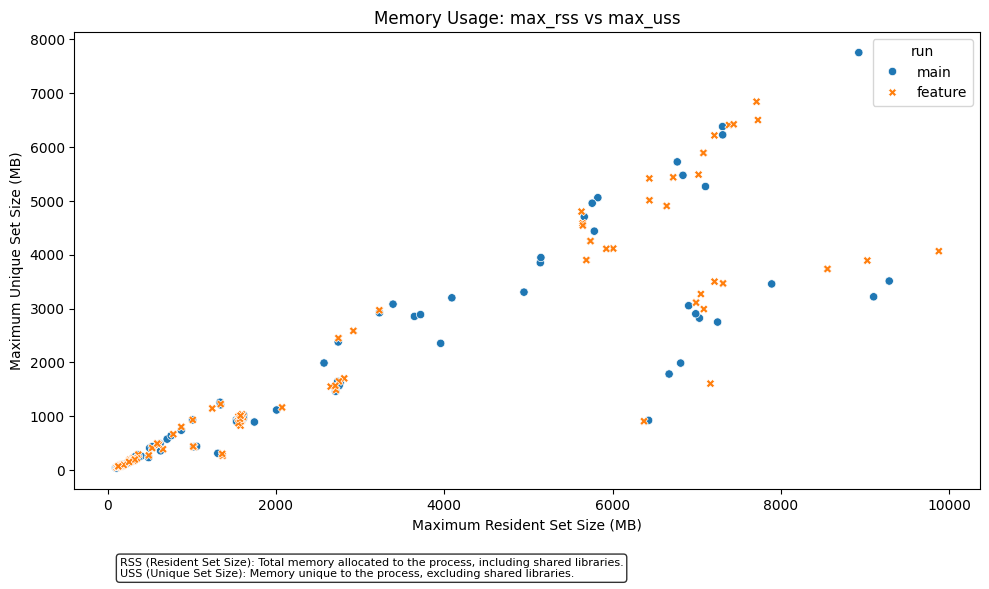 Memory Usage: max_rss vs max_uss
8000
7000
6000
5000
4000
3000
2000
1000
0
Maximum Unique Set Size (MB)
run
main
feature
0
2000
4000
6000
8000
10000
Maximum Resident Set Size (MB)
RSS (Resident Set Size): Total memory allocated to the process, including shared libraries.
USS (Unique Set Size): Memory unique to the process, excluding shared libraries.